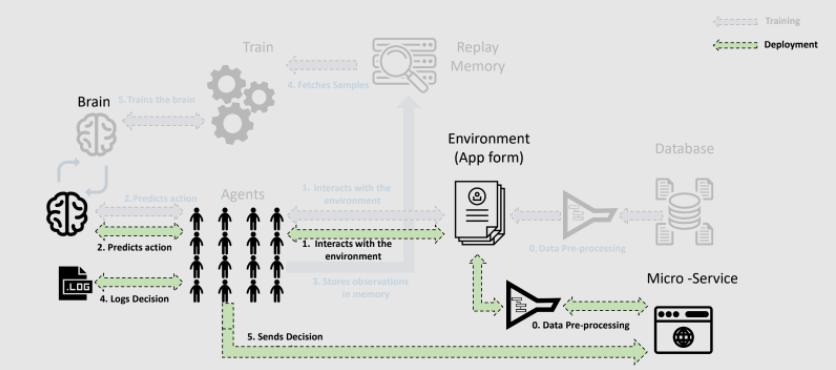 Training
Deployment
Train
Replay
Memory
4. Fetches Samples
Brain
5. Trains the brain
Environment
(App form)
Database
2. Predicts action
Agents
1. Interacts with the
environment
2. Predicts action
1. Interacts with the
environment
0. Data Pre-processing
3. Stores observations
in memory
Micro -Service
.LOG
4. Logs Decision
0. Data Pre-processing
5. Sends Decision